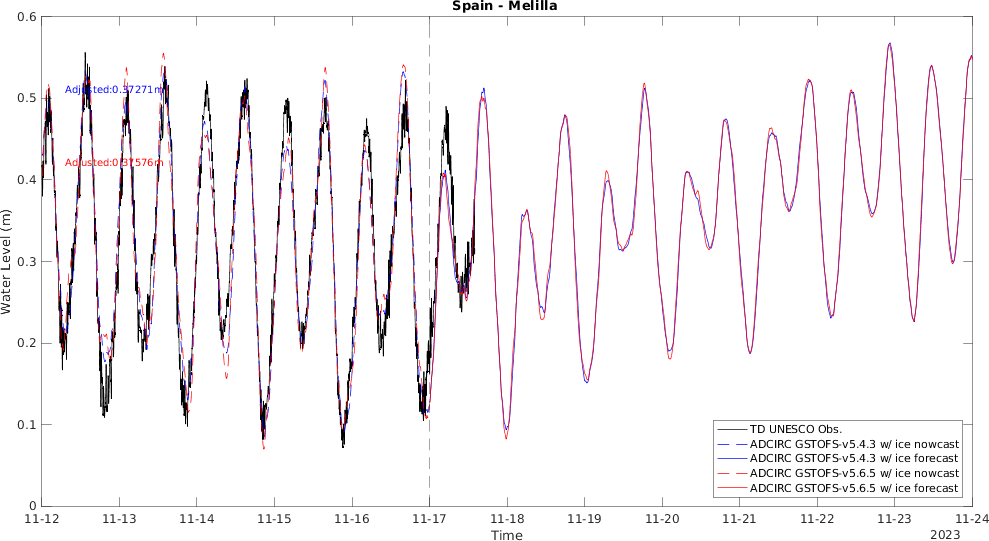 Spain - Melilla
0.6
0.5
0.4
0.3
0.2
0.1
0
Water Level (m)
Adjusted:0.37271m
Adjusted:0.37576m
TD UNESCO Obs.
ADCIRC GSTOFS-v5.4.3 w/ ice nowcast
ADCIRC GSTOFS-v5.4.3 w/ ice forecast
ADCIRC GSTOFS-v5.6.5 w/ ice nowcast
ADCIRC GSTOFS-v5.6.5 w/ ice forecast
11-12 11-13 11-14 11-15 11-16 11-17 11-18 11-19 11-20 11-21 11-22 11-23 11-24
Time
2023